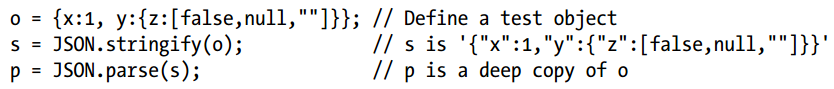 o = {x:1, y:{z:[false,null,""]}}; // Define a test object
s = JSON.stringify(o); // s is '{"x":1,"y":{"z":[false,null,""]}}'
p = JSON.parse(s); // p is a deep copy of o